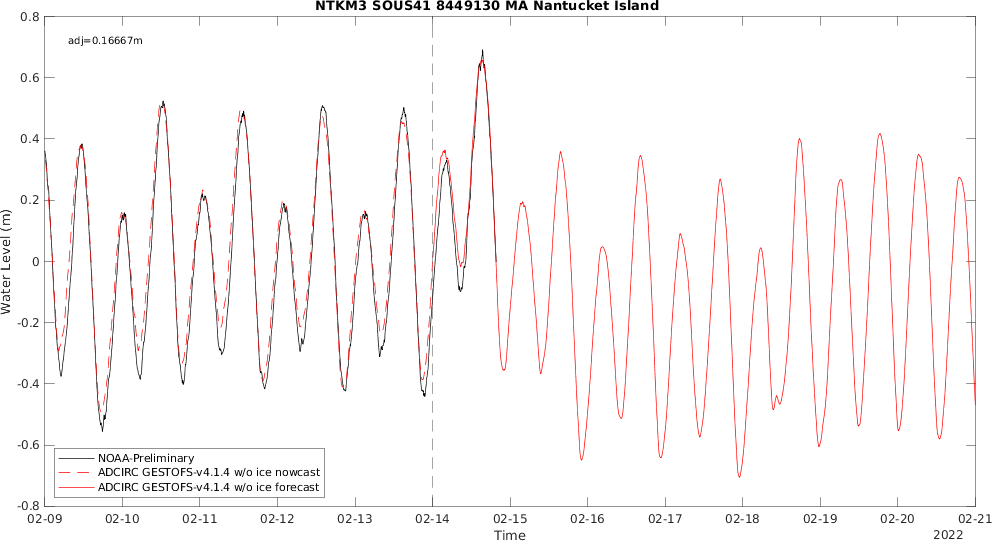 NTKM3 SOUS41 8449130 MA Nantucket Island
adj=0.16667m
0.8
0.6
0.4
0.2
0
-0.2
-0.4
-0.6
-0.8
Water Level (m)
NOAA-Preliminary
ADCIRC GESTOFS-v4.1.4 w/o ice nowcast
ADCIRC GESTOFS-v4.1.4 w/o ice forecast
02-09 02-10 02-11 02-12 02-13 02-14 02-15 02-16 02-17 02-18 02-19 02-20 02-21
Time
2022